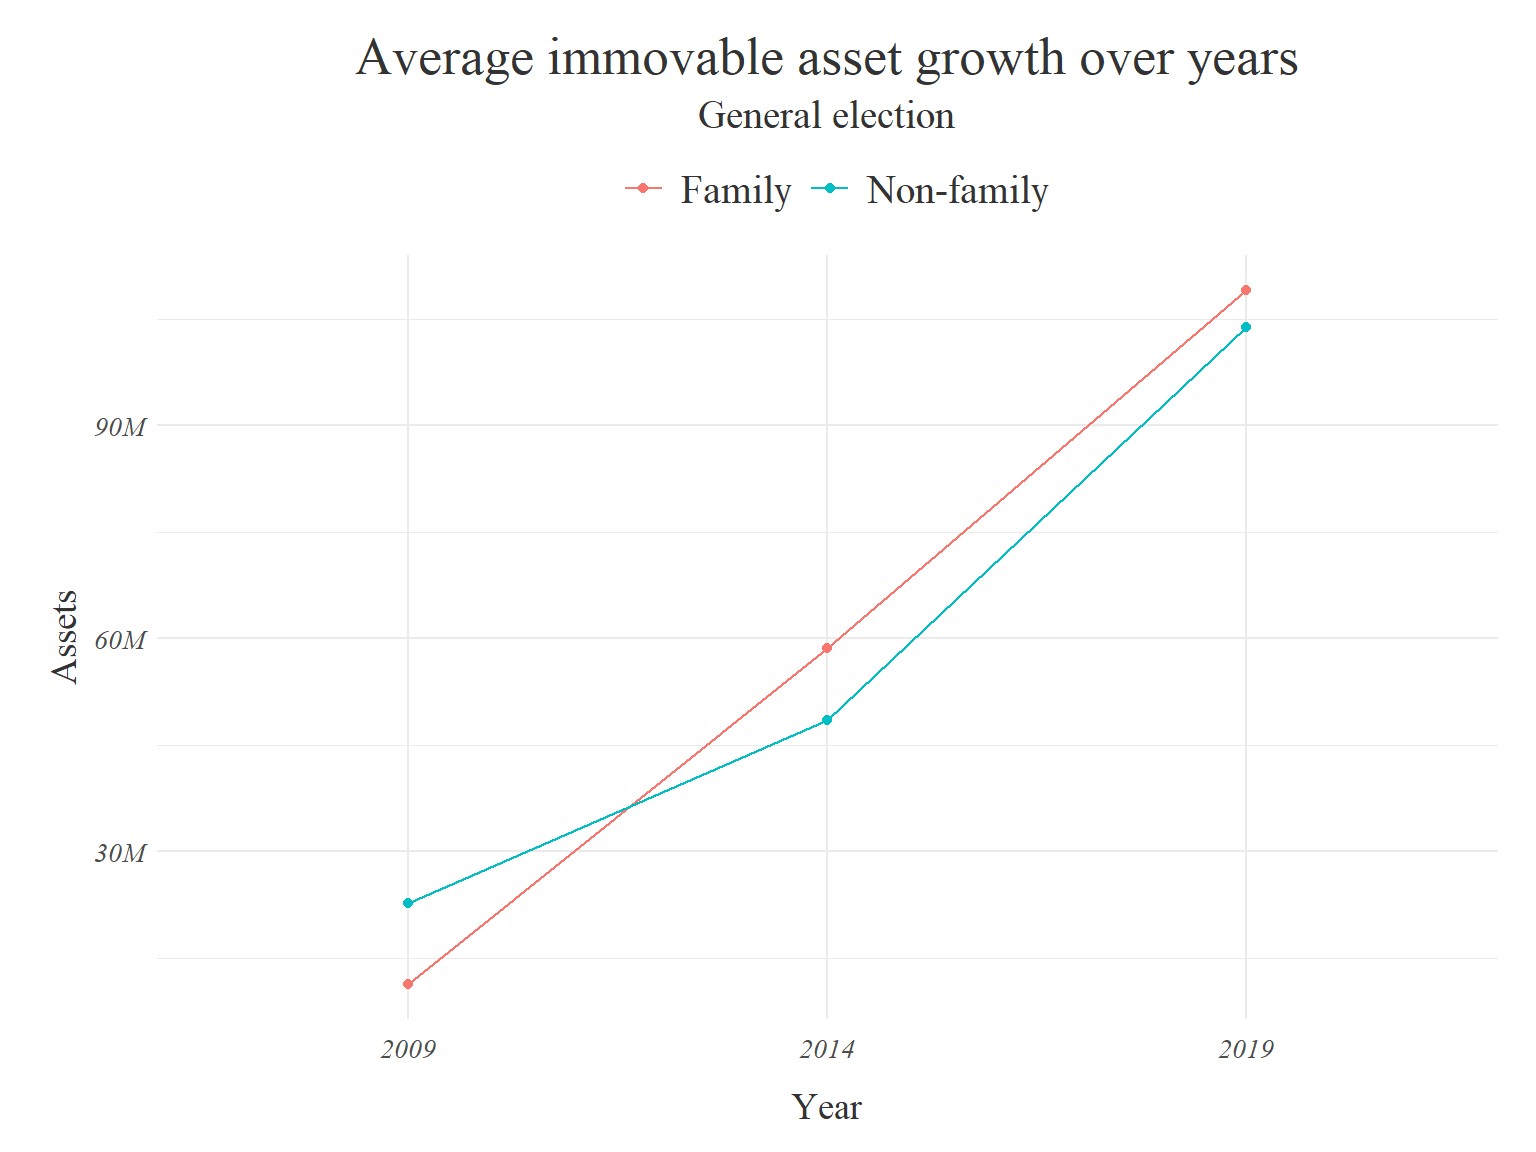 Average immovable asset growth over years
General election
Family Non-family
Assets
90M
60M
30M
2009 2014 2019
Year